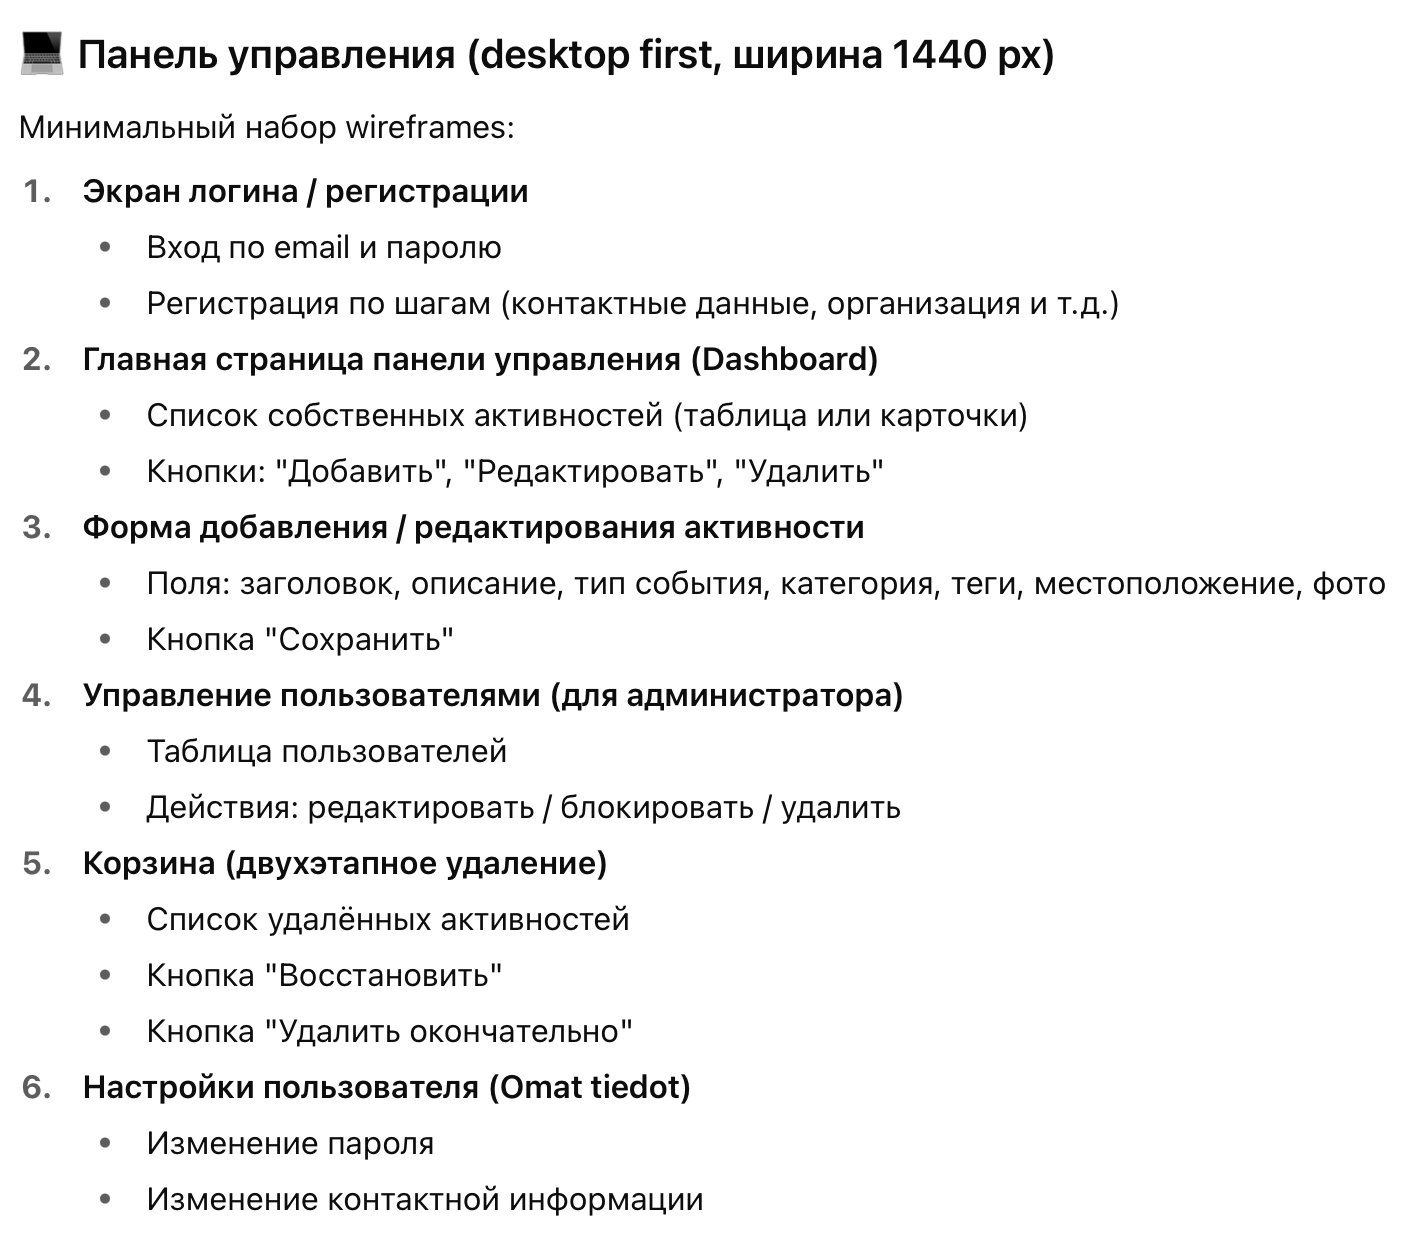 💻 Панель управления (desktop first, ширина 1440 px)
Минимальный набор wireframes:
1. Экран логина / регистрации
• Вход по email и паролю
• Регистрация по шагам (контактные данные, организация и т.д.)
2. Главная страница панели управления (Dashboard)
• Список собственных активностей (таблица или карточки)
• Кнопки: "Добавить", "Редактировать", "Удалить"
3. Форма добавления / редактирования активности
• Поля: заголовок, описание, тип события, категория, теги, местоположение, фото
• Кнопка "Сохранить"
4. Управление пользователями (для администратора)
• Таблица пользователей
• Действия: редактировать / блокировать / удалить
5. Корзина (двухэтапное удаление)
• Список удалённых активностей
• Кнопка "Восстановить"
• Кнопка "Удалить окончательно"
6. Настройки пользователя (Omat tiedot)
• Изменение пароля
• Изменение контактной информации